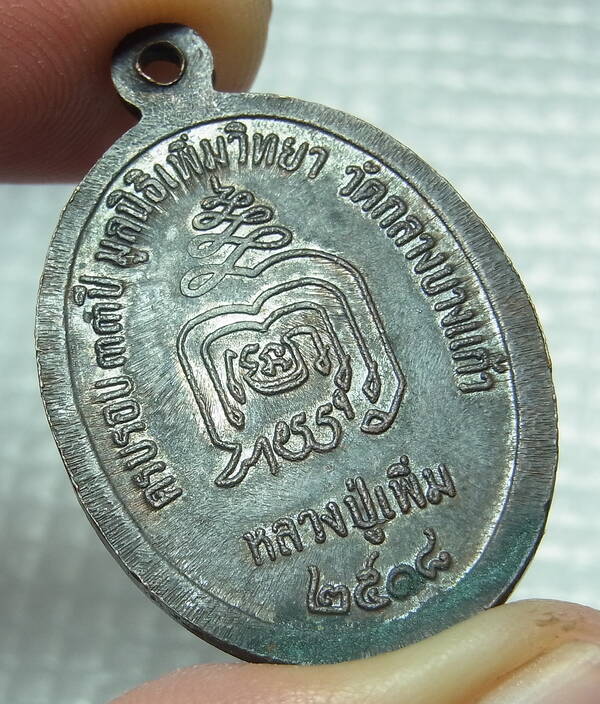 ครบรอบ ๓๓ปี มูลนิธิเพิ่มวิทยา วัดกลางบางแก้ว
หลวงปู่เพิ่ม
๒๕๓๘